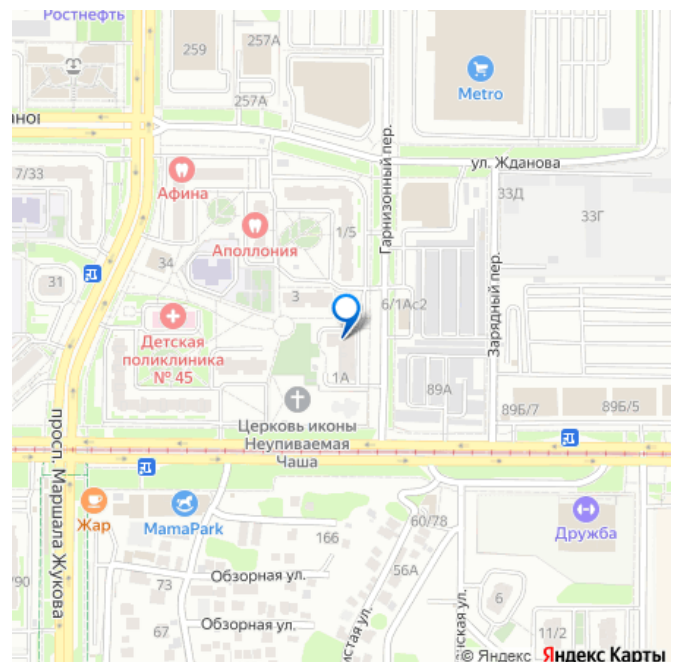 Ростнефть
259
257А
257А
Metro
7/33
Афина
ул. Жданова
33Д
33Г
Гарнизонный пер.
Аполлония
1/5
34
31
3
6/1Ас2
Зарядный пер.
Детская
поликлиника
№ 45
1А
89А
89Б/7
89Б/5
Церковь иконы
Неупиваемая
Чаша
просп. Маршала Жукова
Жар
MamaPark
166
60/78
Дружба
Обзорная ул.
73
56А
6
Обзорная ул.
67
11/2
© Яндекс Яндекс Карты